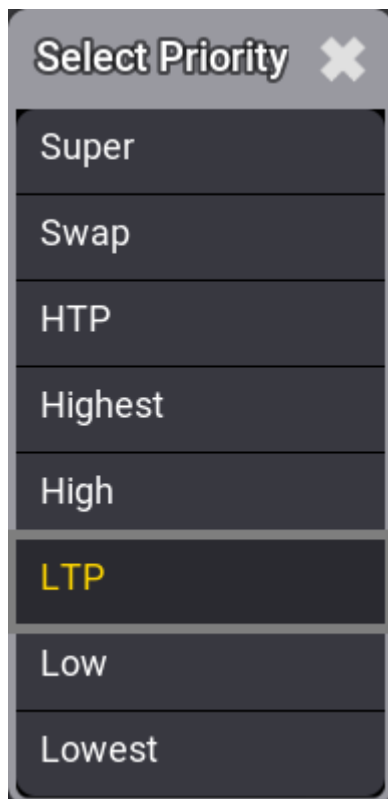 Select Priority
Super
Swap
HTP
Highest
High
LTP
Low
Lowest